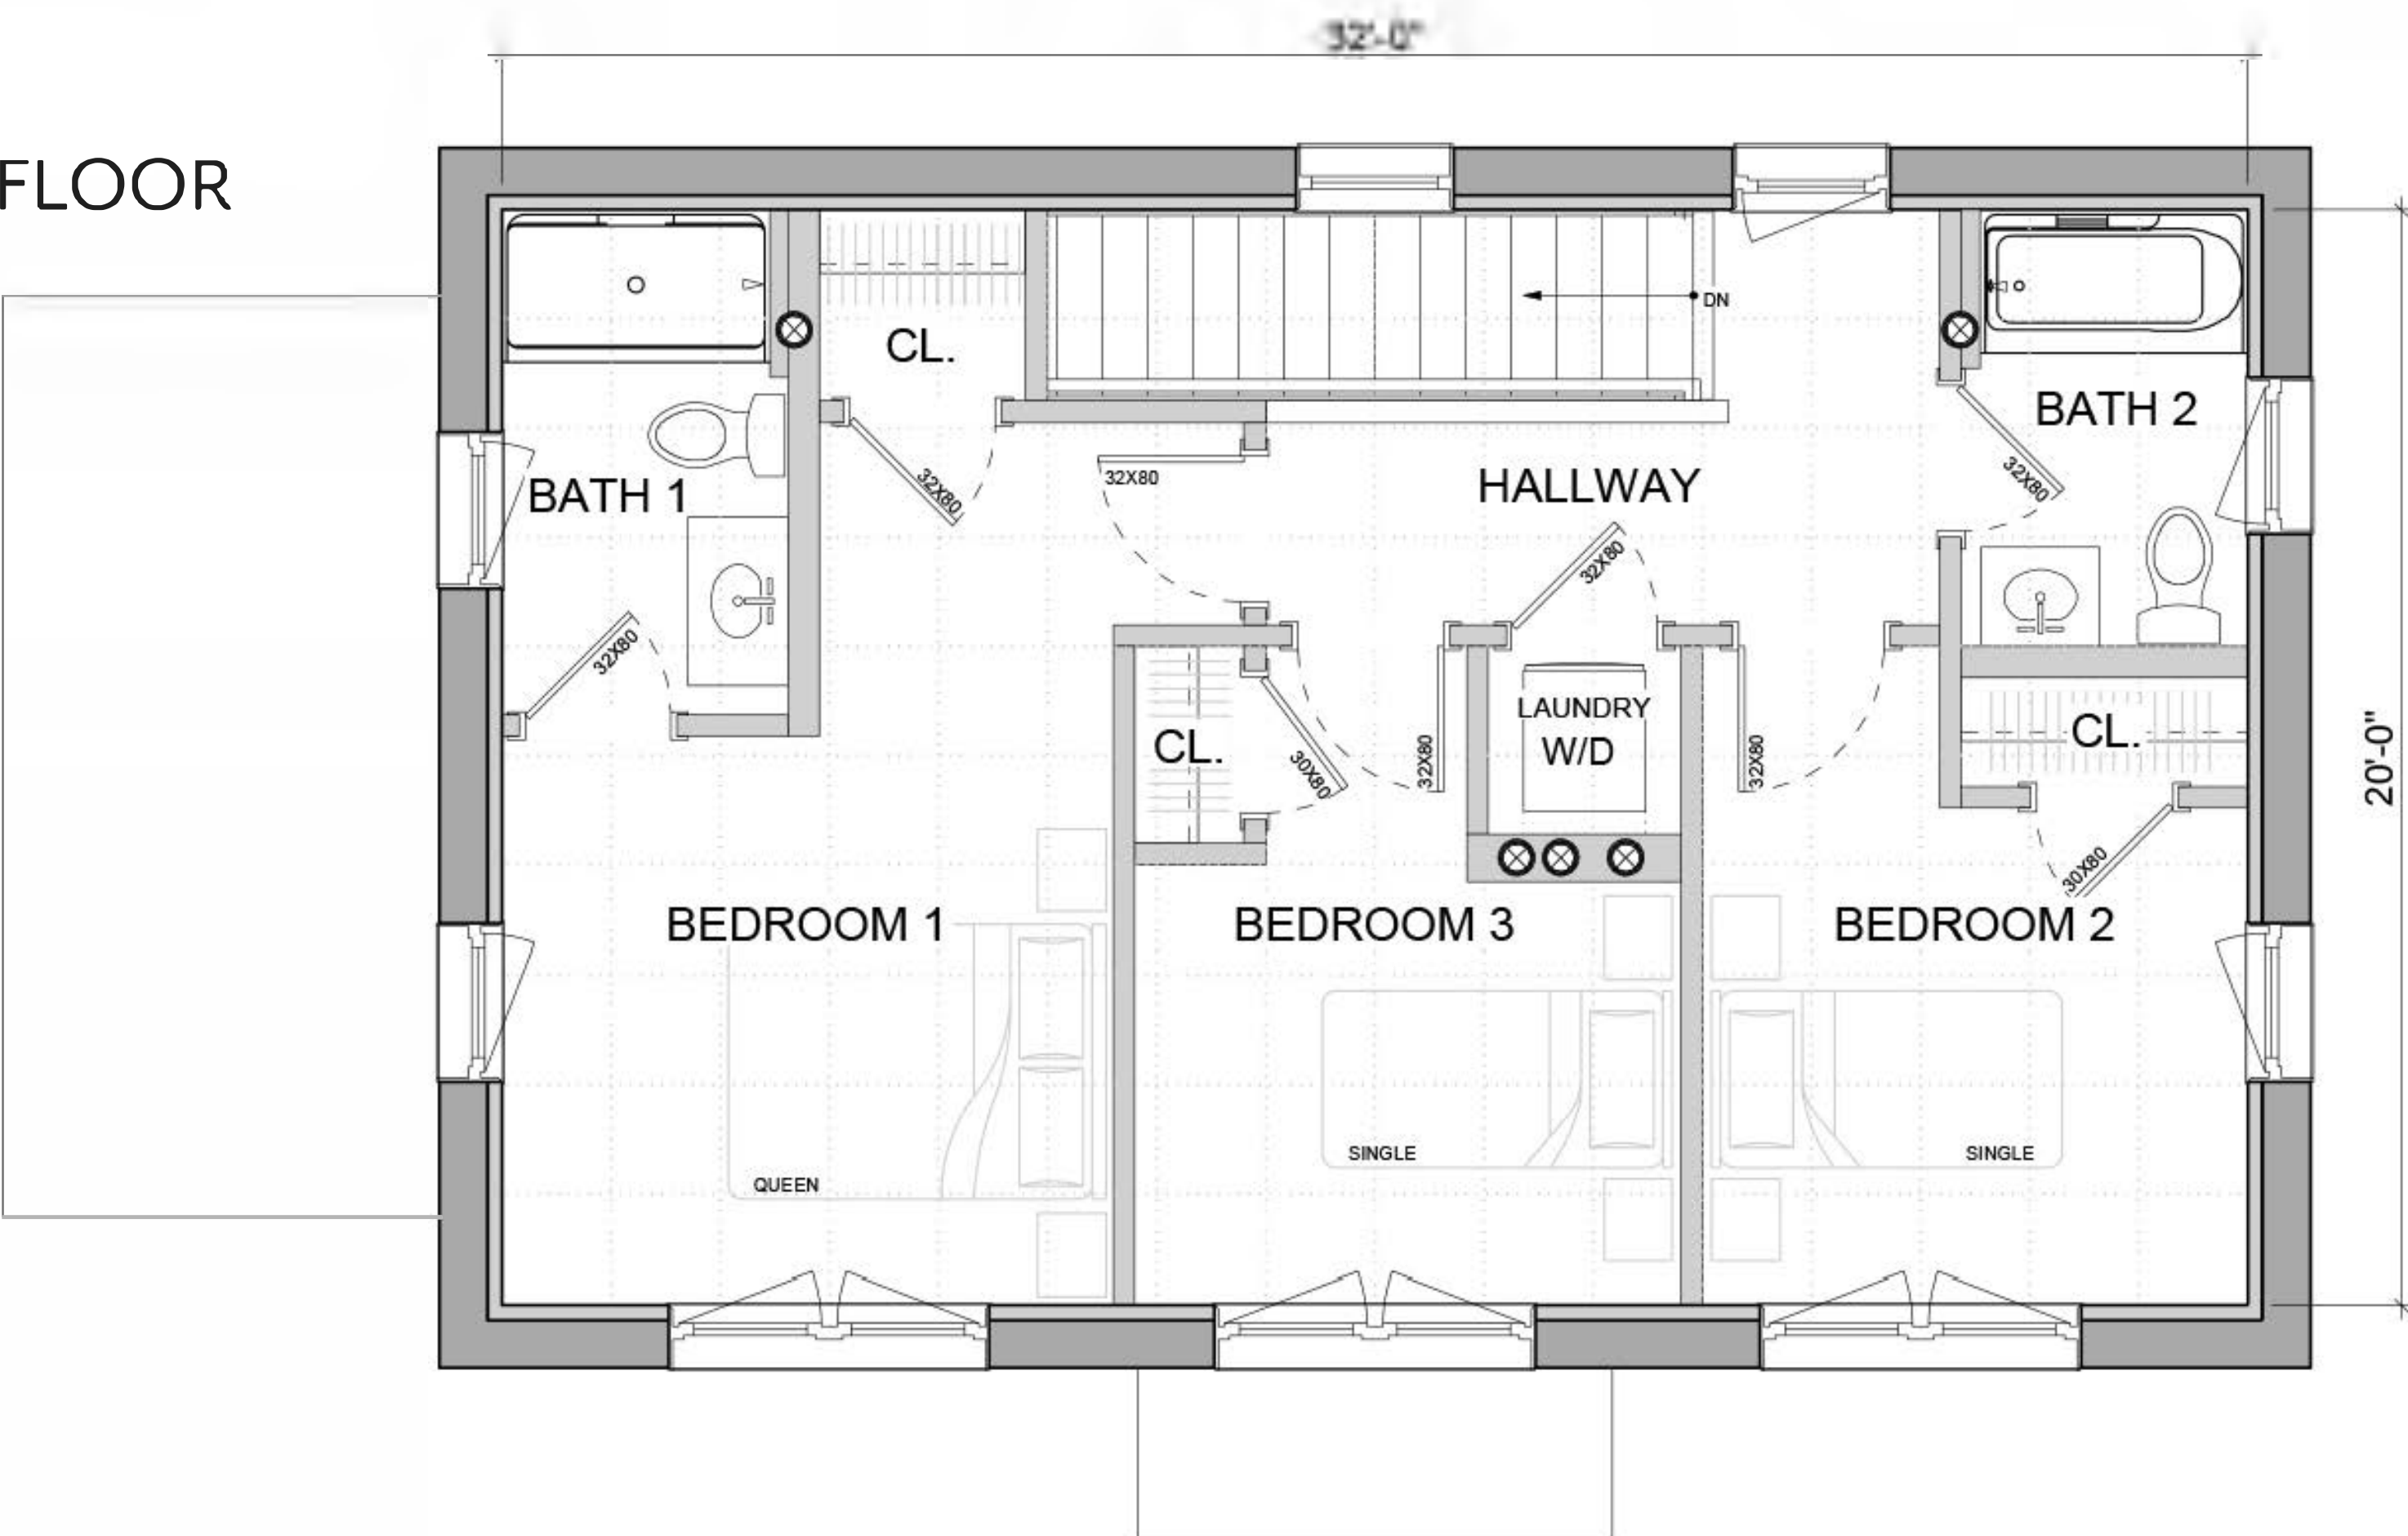 32'-0"
FLOOR
DN
CL.
BATH 2
32X80
32X80
HALLWAY
32X80
BATH 1
32X80
32X80
LAUNDRY
W/D
CL.
CL.
32X80
30X80
32X80
32X80
20'-0"
30X80
BEDROOM 1
BEDROOM 3
BEDROOM 2
SINGLE
SINGLE
QUEEN